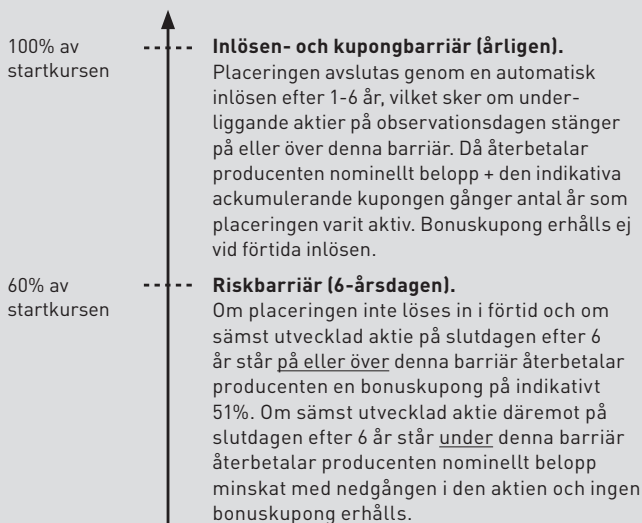 100% av
startkursen
Inlösen- och kupongbarriär (årligen).
Placeringen avslutas genom en automatisk
inlösen efter 1-6 år, vilket sker om under-
liggande aktier på observationsdagen stänger
på eller över denna barriär. Då återbetalar
producenten nominellt belopp + den indikativa
ackumulerande kupongen gånger antal år som
placeringen varit aktiv. Bonuskupong erhålls ej
vid förtida inlösen.
60% av
startkursen
Riskbarriär (6-årsdagen).
Om placeringen inte löses in i förtid och om
sämst utvecklad aktie på slutdagen efter 6
år står på eller över denna barriär återbetalar
producenten en bonuskupong på indikativt
51%. Om sämst utvecklad aktie däremot på
slutdagen efter 6 år står under denna barriär
återbetalar producenten nominellt belopp
minskat med nedgången i den aktien och ingen
bonuskupong erhålls.